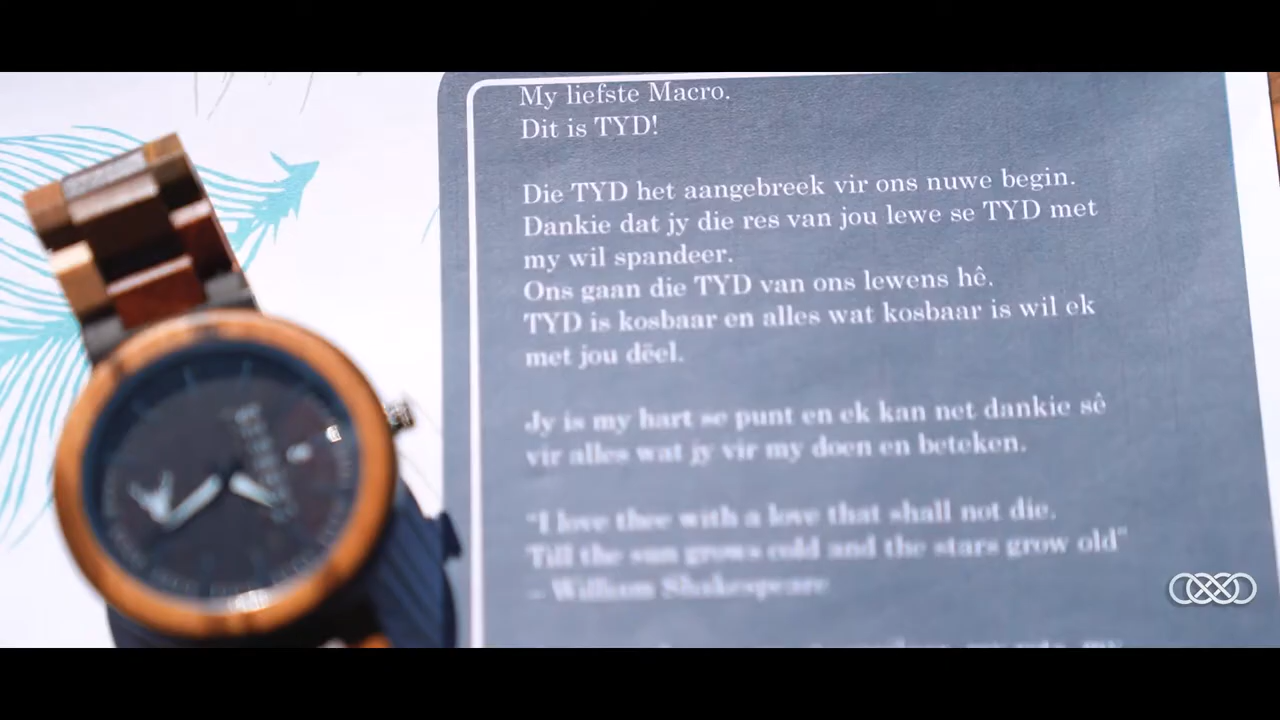 My liefste Macro.
Dit is TYD!
Die TYD het aangebreek vir ons nuwe begin.
Dankie dat jy die res van jou lewe se TYD met
my wil spandeer.
Ons gaan die TYD van ons lewens hê.
TYD is kosbaar en alles wat kosbaar is wil ek
met jou dëel.
Jy is my hart se punt en ek kan net dankie sê
vir alles wat jy vir my doen en beteken.
“I love thee with a love that shall not die.
Till the sun grows cold and the stars grow old”
– William Shakespeare